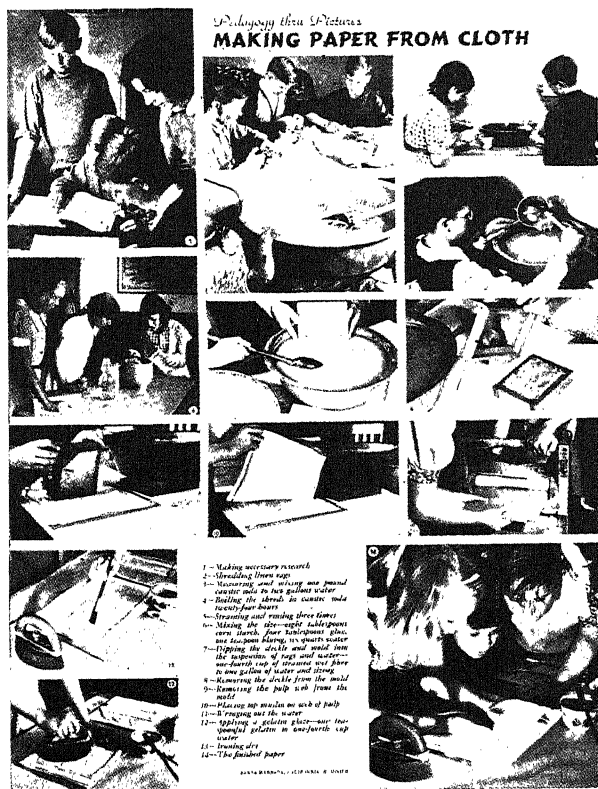 Pedagogy thru Pictures
MAKING PAPER FROM CLOTH
1
10
12
13
14
1 — Making necessary research
2 — Shredding linen rags
3 — Measuring and mixing one pound
caustic soda to two gallons water
4 — Boiling the shreds in caustic soda
twenty-four hours
5 — Straining and rinsing three times
6 — Mixing the size—eight tablespoons
corn starch, four tablespoons glue,
one teaspoon bluing, six quarts water
7 — Dipping the deckle and mold into
the suspension of rags and water—
one-fourth cup of strained wet fibre
to one gallon of water and sizing
8 — Removing the deckle from the mold
9 — Removing the pulp web from the
mold
10 — Placing top muslin on web of pulp
11 — Wringing out the water
12 — Applying a gelatin glaze—one tea-
spoonful gelatin to one-fourth cup
water
13 — Ironing dry
14 — The finished paper